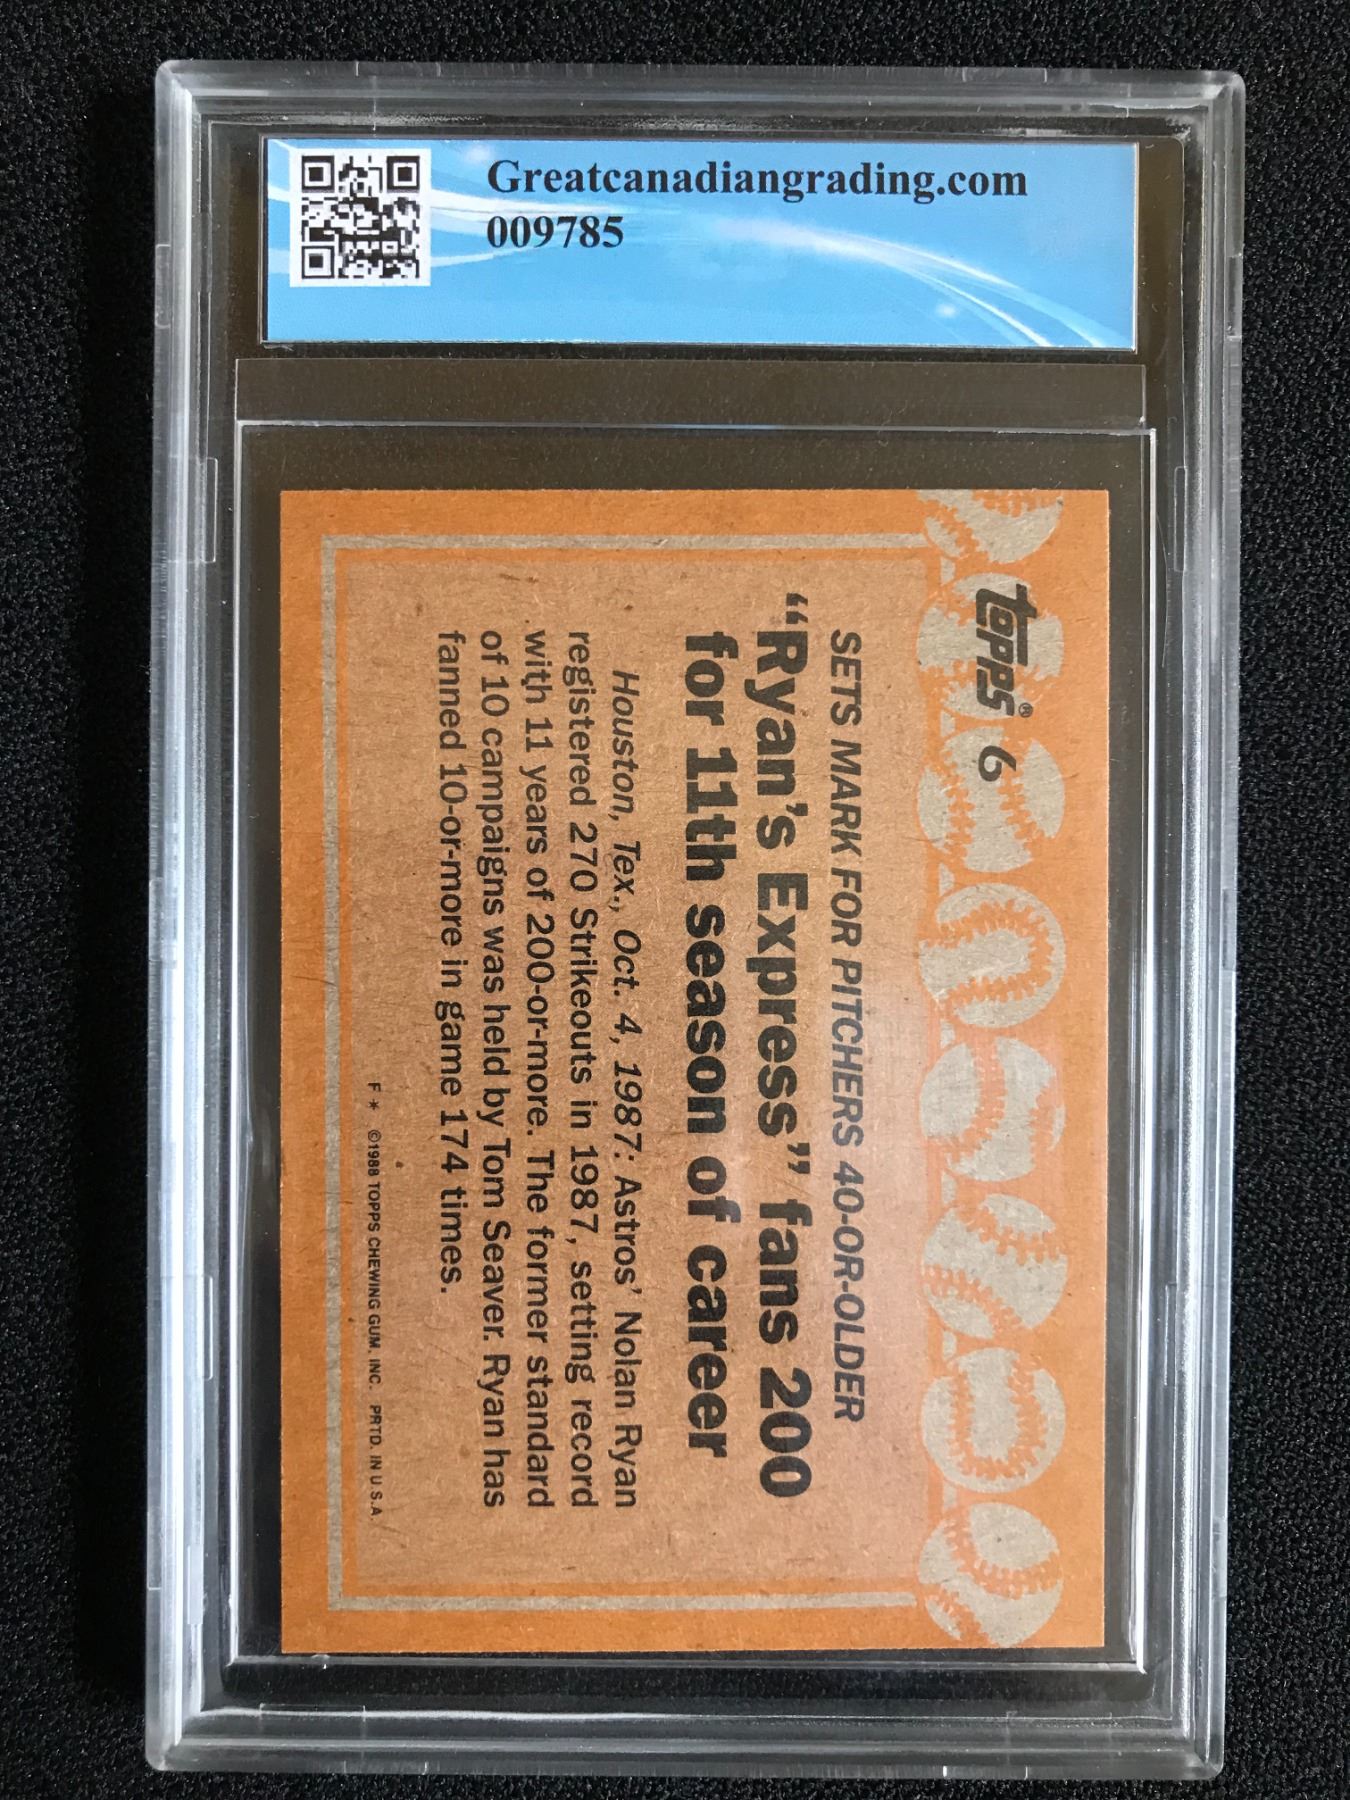 Greatcanadiangrading.com
009785
TOPPS® 6
SETS MARK FOR PITCHERS 40-OR-OLDER
“Ryan's Express” fans 200
for 11th season of career
Houston, Tex., Oct. 4, 1987: Astros' Nolan Ryan
registered 270 Strikeouts in 1987, setting record
with 11 years of 200-or-more. The former standard
of 10 campaigns was held by Tom Seaver. Ryan has
fanned 10-or-more in game 174 times.
F* ©1988 TOPPS CHEWING GUM, INC. PRTD. IN U.S.A.